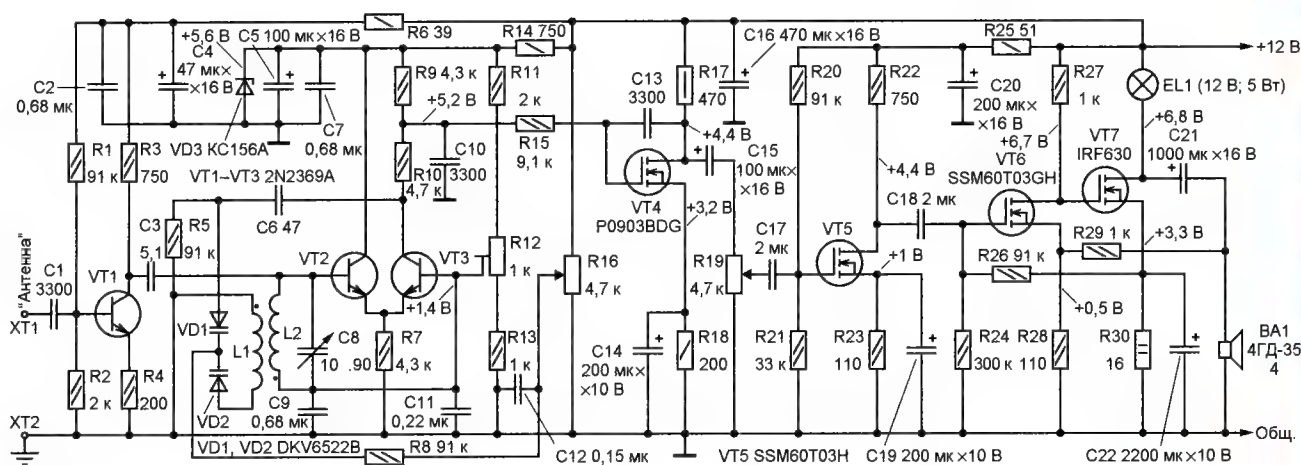 R6 39
R14 750
C16 470 мк×16 В
R25 51
+12 В
+5,6 В
C4
47 мк×
×16 В
C5 100 мк×16 В
C2
0,68 мк
VD3 КС156А
C7
0,68 мк
R9 4,3 к
R11
2 к
+5,2 В
C13
3300
R17
470
R15
9,1 к
+4,4 В
R20
91 к
R22
750
C20
200 мк×
×16 В
R27
1 к
EL1 (12 В; 5 Вт)
+6,8 В
+6,7 В
R1
91 к
R3
750
VT1–VT3 2N2369A
R10
4,7 к
C10
3300
VT4
P0903BDG
+3,2 В
C15
100 мк×
×16 В
+4,4 В
C18 2 мк
VT6
SSM60T03GH
VT7
IRF630
C21
1000 мк ×16 В
C3
5,1
R5
91 к
C6 47
"Антенна"
C1
3300
XT1
VT1
VT2
VT3
+1,4 В
R12
1 к
R16
4,7 к
R19
4,7 к
C17
2 мк
VT5
+1 В
R29 1 к
R26 91 к
+3,3 В
+0,5 В
VD1
L1
L2
C8
10
..90
R7
4,3 к
R13
1 к
C14
200 мк×
×10 В
R18
200
R21
33 к
R23
110
R24
300 к
R28
110
R30
16
BA1
4ГД-35
4
R2
2 к
R4
200
VD2
C9
0,68 мк
C11
0,22 мк
XT2
Общ.
VD1, VD2 DKV6522B
R8 91 к
C12 0,15 мк
VT5 SSM60T03H
C19 200 мк×10 В
C22 2200 мк×10 В